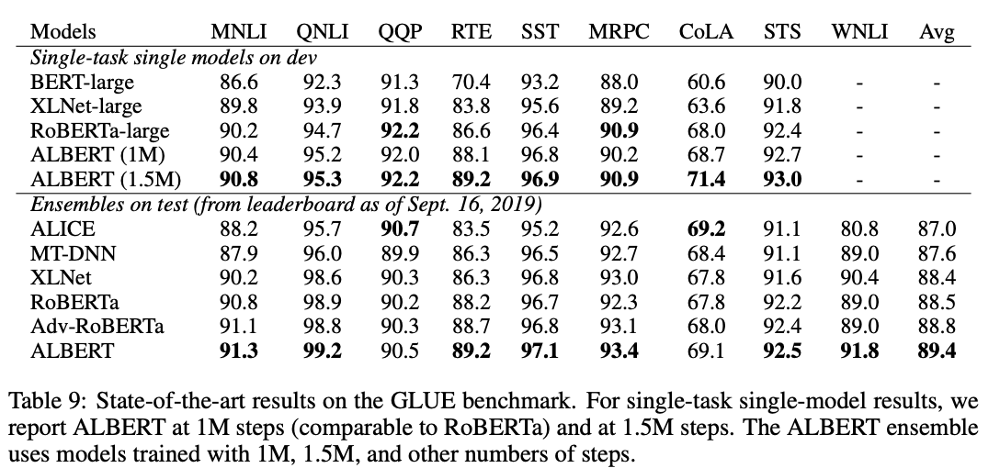 Models MNLI QNLI QQP RTE SST MRPC CoLA STS WNLI Avg
Single-task single models on dev
BERT-large 86.6 92.3 91.3 70.4 93.2 88.0 60.6 90.0 - -
XLNet-large 89.8 93.9 91.8 83.8 95.6 89.2 63.6 91.8 - -
RoBERTa-large 90.2 94.7 92.2 86.6 96.4 90.9 68.0 92.4 - -
ALBERT (1M) 90.4 95.2 92.0 88.1 96.8 90.2 68.7 92.7 - -
ALBERT (1.5M) 90.8 95.3 92.2 89.2 96.9 90.9 71.4 93.0 - -
Ensembles on test (from leaderboard as of Sept. 16, 2019)
ALICE 88.2 95.7 90.7 83.5 95.2 92.6 69.2 91.1 80.8 87.0
MT-DNN 87.9 96.0 89.9 86.3 96.5 92.7 68.4 91.1 89.0 87.6
XLNet 90.2 98.6 90.3 86.3 96.8 93.0 67.8 91.6 90.4 88.4
RoBERTa 90.8 98.9 90.2 88.2 96.7 92.3 67.8 92.2 89.0 88.5
Adv-RoBERTa 91.1 98.8 90.3 88.7 96.8 93.1 68.0 92.4 89.0 88.8
ALBERT 91.3 99.2 90.5 89.2 97.1 93.4 69.1 92.5 91.8 89.4
Table 9: State-of-the-art results on the GLUE benchmark. For single-task single-model results, we
report ALBERT at 1M steps (comparable to RoBERTa) and at 1.5M steps. The ALBERT ensemble
uses models trained with 1M, 1.5M, and other numbers of steps.